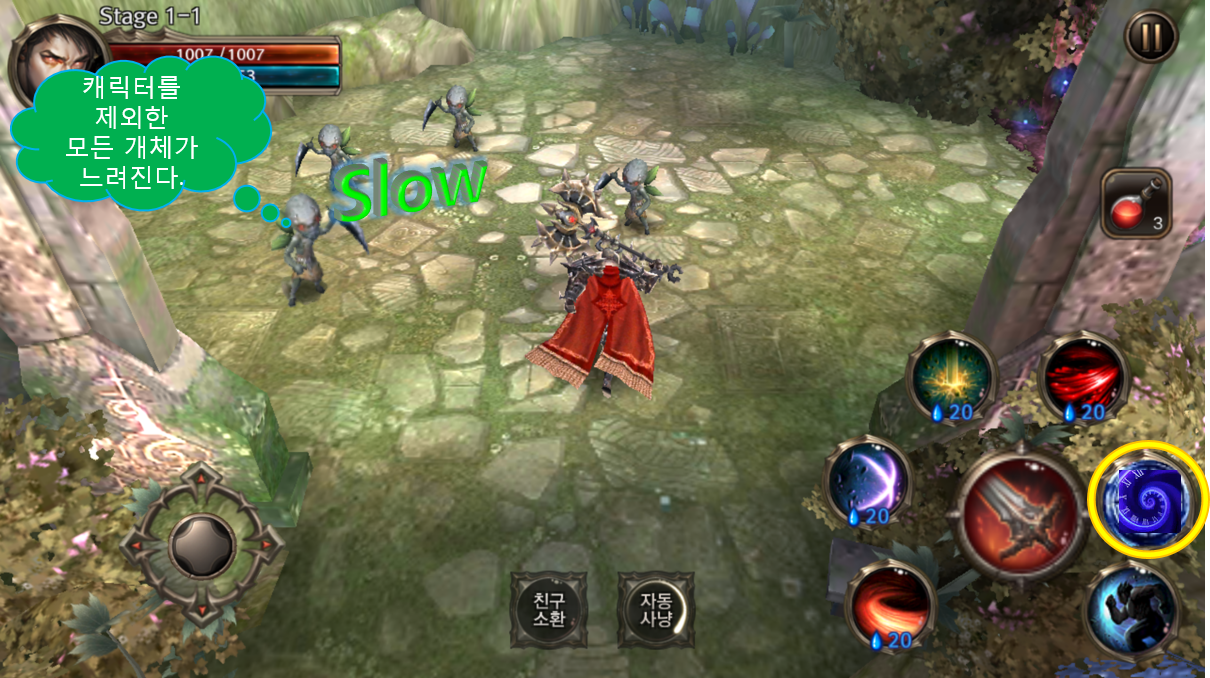 Stage 1-1
1007 /1007
53
캐릭터를
제외한
모든 개체가
느려진다.
Slow
3
20
20
20
20
친구
소환
자동
사냥